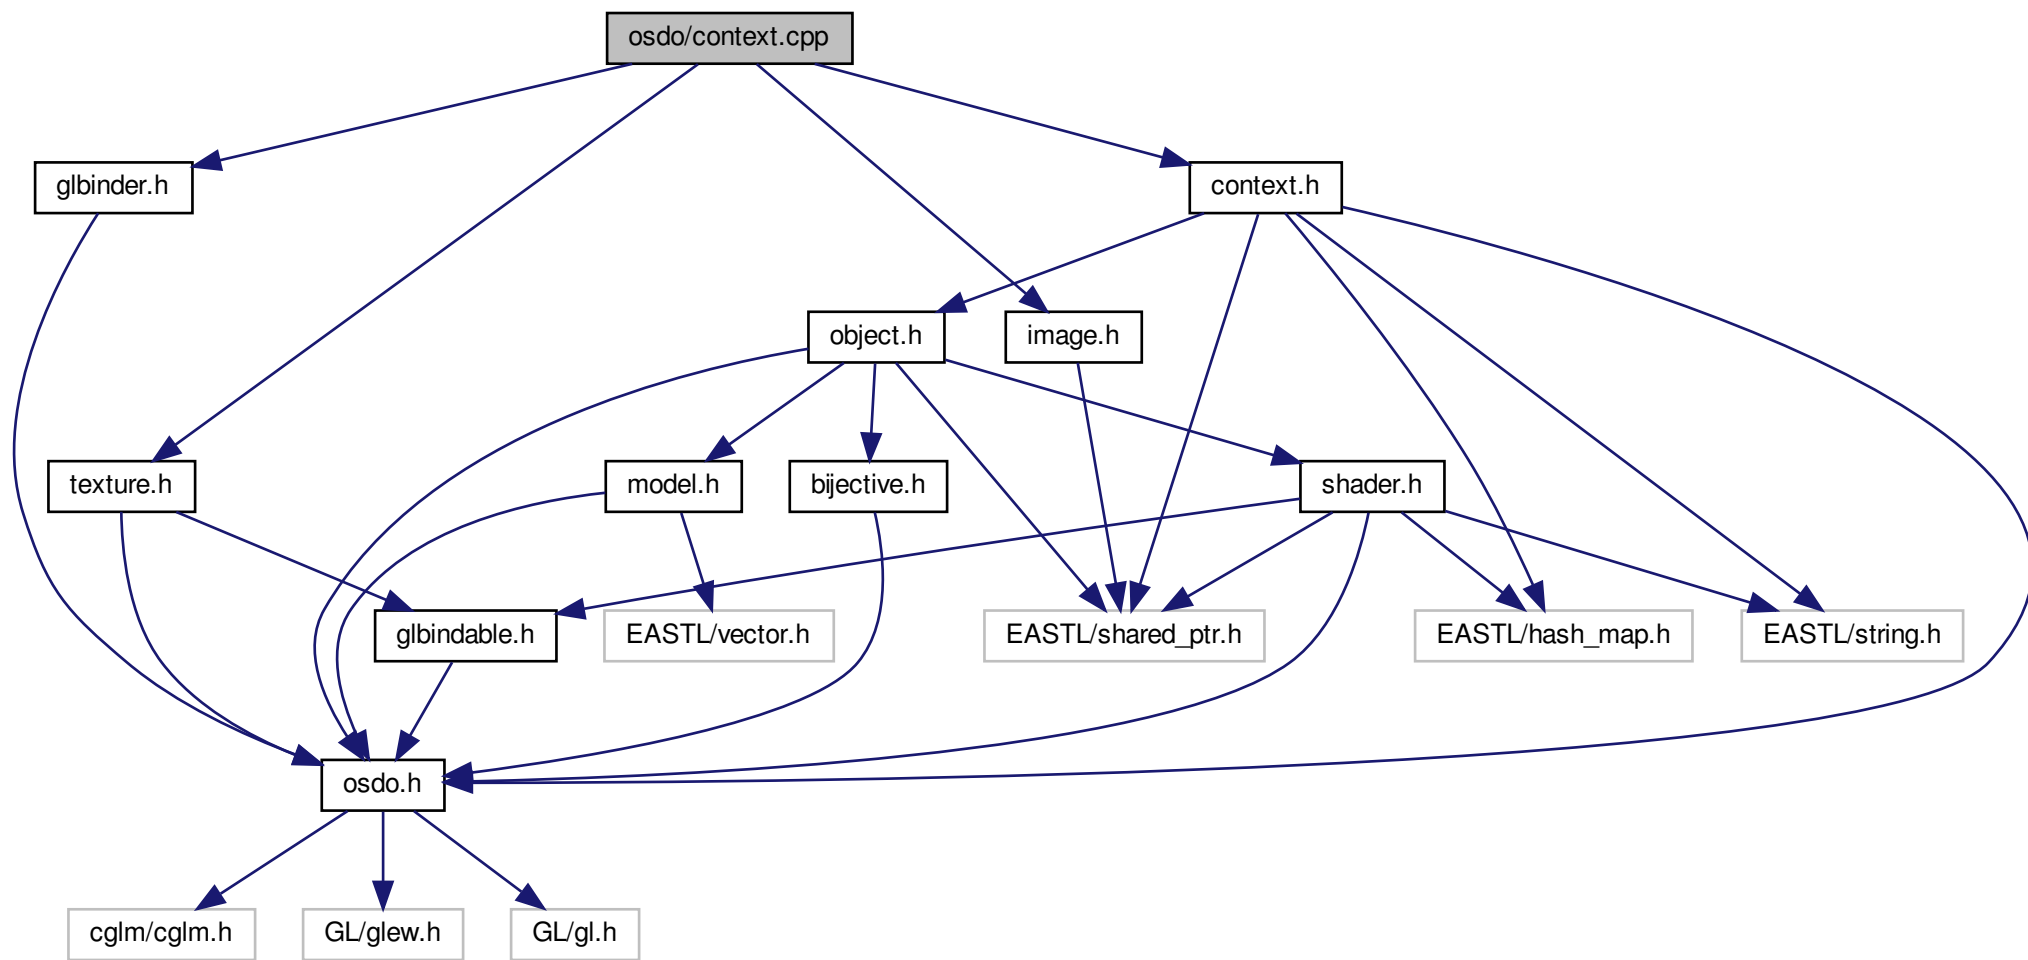 osdo/context.cpp
glbinder.h
context.h
object.h
image.h
texture.h
model.h
bijective.h
shader.h
glbindable.h
EASTL/vector.h
EASTL/shared_ptr.h
EASTL/hash_map.h
EASTL/string.h
osdo.h
cglm/cglm.h
GL/glew.h
GL/gl.h